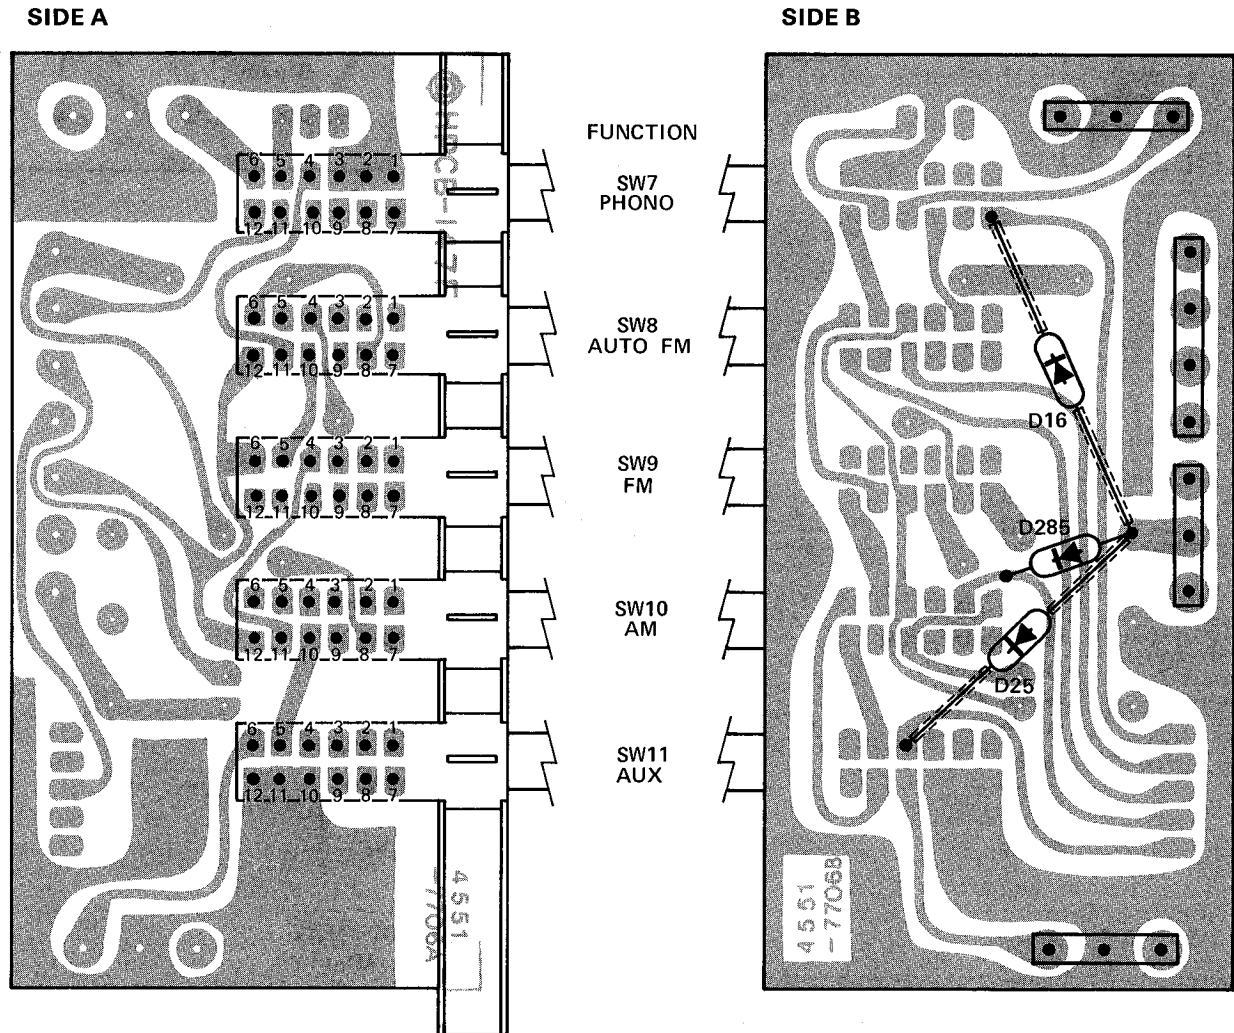 SIDE A
SIDE B
FUNCTION
6 5 4 3 2 1
SW7
PHONO
12 11 10 9 8 7
6 5 4 3 2 1
SW8
AUTO FM
12 11 10 9 8 7
D16
6 5 4 3 2 1
SW9
FM
12 11 10 9 8 7
D285
6 5 4 3 2 1
SW10
AM
12 11 10 9 8 7
D25
6 5 4 3 2 1
SW11
AUX
12 11 10 9 8 7
4551
-7706A
4551
-7706B